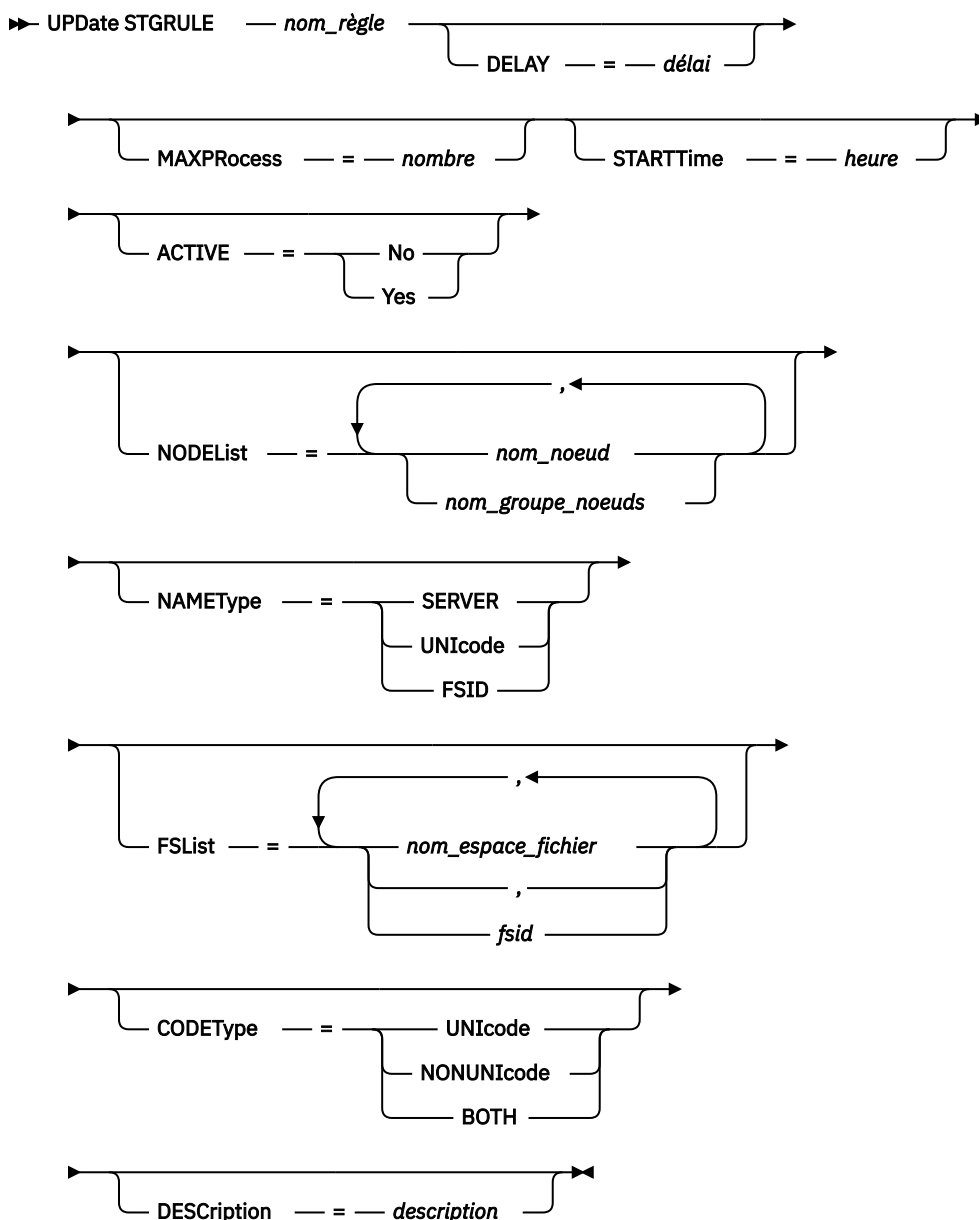 UPDate STGRULE nom_règle
DELAY = délai
MAXPRocess = nombre STARTTime = heure
ACTIVE = No
Yes
,
NODEList = nom_noeud
nom_groupe_noeuds
NAMEType = SERVER
UNIcode
FSID
,
FSList = nom_espace_fichier
,
fsid
CODEType = UNIcode
NONUNIcode
BOTH
DESCription = description